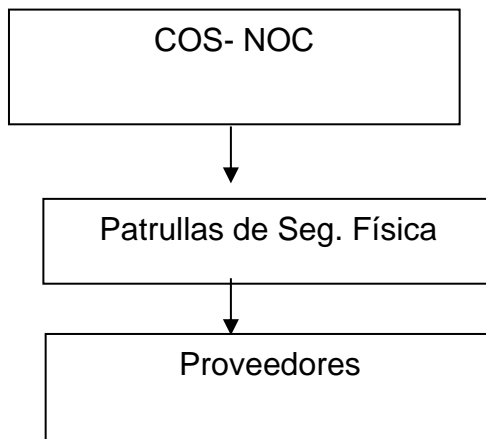 COS- NOC
Patrullas de Seg. Física
Proveedores